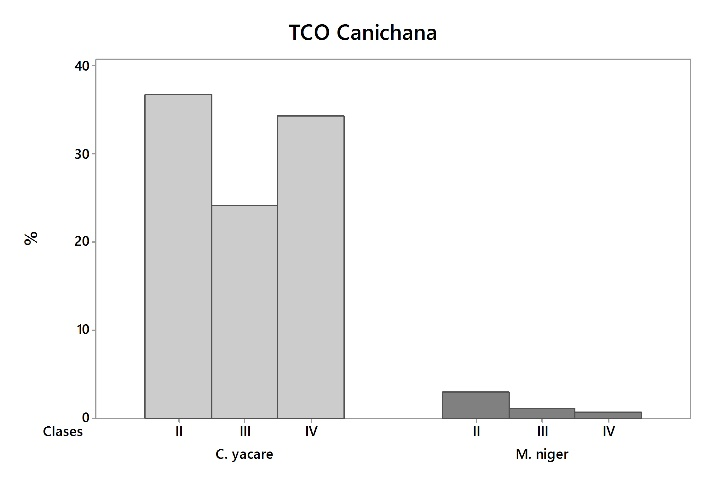 TCO Canichana
40
30
20
10
0
%
Clases II III IV II III IV
C. yacare M. niger